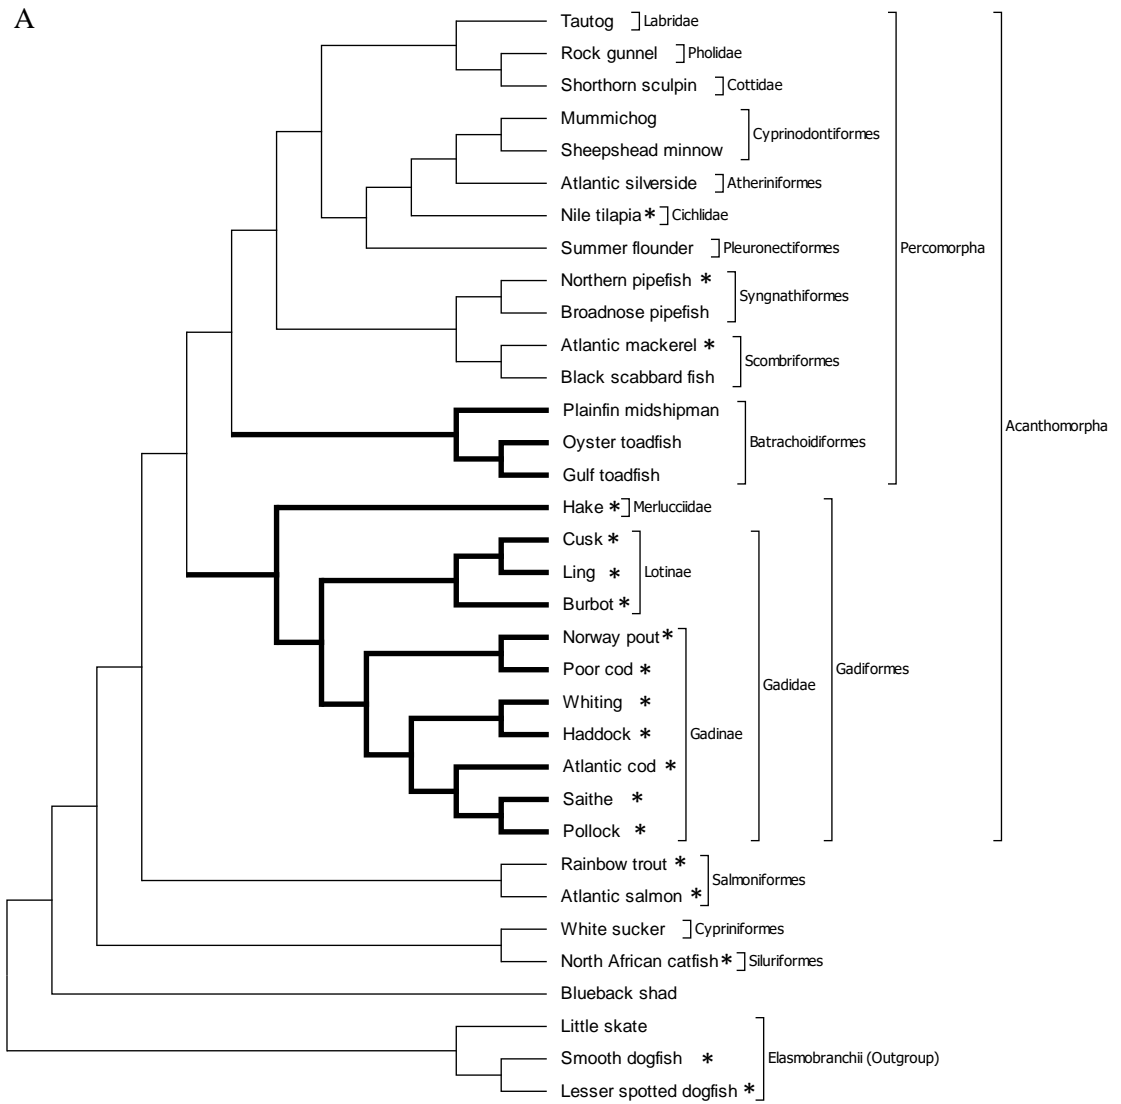 A
Tautog Labridae
Rock gunnel Pholidae
Shorthorn sculpin Cottidae
Mummichog
Cyprinodontiformes
Sheepshead minnow
Atlantic silverside Atheriniformes
Nile tilapia * Cichlidae
Summer flounder Pleuronectiformes
Percomorpha
Northern pipefish *
Syngnathiformes
Broadnose pipefish
Atlantic mackerel *
Scombriformes
Black scabbard fish
Plainfin midshipman
Acanthomorpha
Oyster toadfish Batrachoidiformes
Gulf toadfish
Hake * Merlucciidae
Cusk *
Ling * Lotinae
Burbot *
Norway pout *
Poor cod *
Gadiformes
Gadidae
Whiting *
Haddock * Gadinae
Atlantic cod *
Saithe *
Pollock *
Rainbow trout *
Salmoniformes
Atlantic salmon *
White sucker Cypriniformes
North African catfish * Siluriformes
Blueback shad
Little skate
Smooth dogfish * Elasmobranchii (Outgroup)
Lesser spotted dogfish *